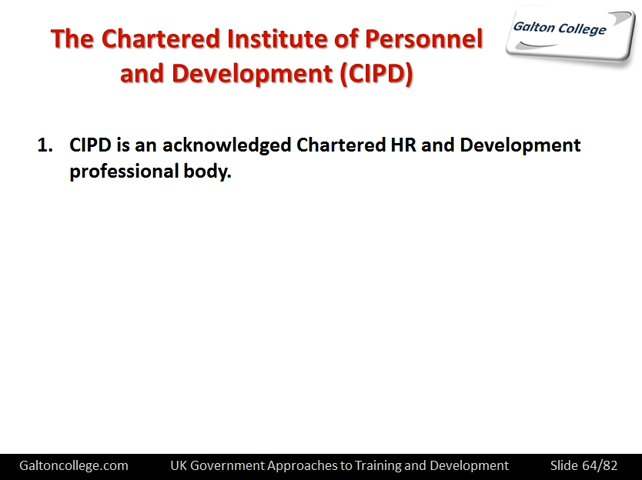 The Chartered Institute of Personnel
and Development (CIPD)
Galton College
1. CIPD is an acknowledged Chartered HR and Development
professional body.
Galtoncollege.com UK Government Approaches to Training and Development Slide 64/82